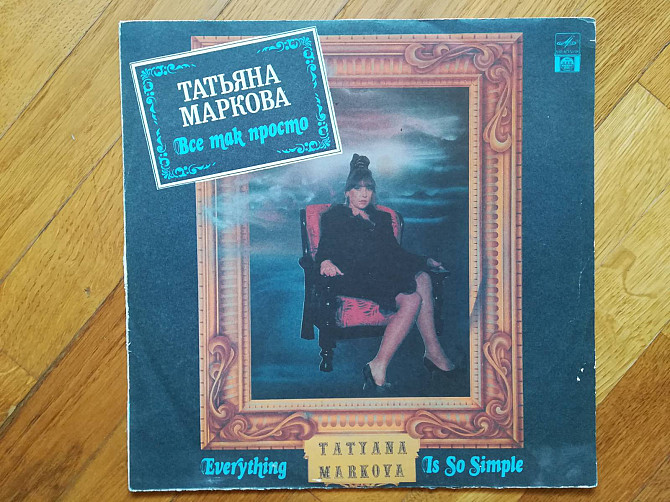 ТАТЬЯНА
МАРКОВА
Все так просто
TATYANA
MARKOVA
Everything Is So Simple